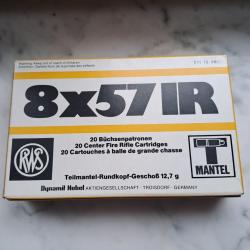 8x57IR
20 Büchsenpatronen
20 Center Fire Rifle Cartridges
20 Cartouches à balle de grande chasse
RWS
T
MANTEL
Teilmantel-Rundkopf-Geschoß 12,7 g
Dynamit Nobel AKTIENGESELLSCHAFT · TROISDORF · GERMANY